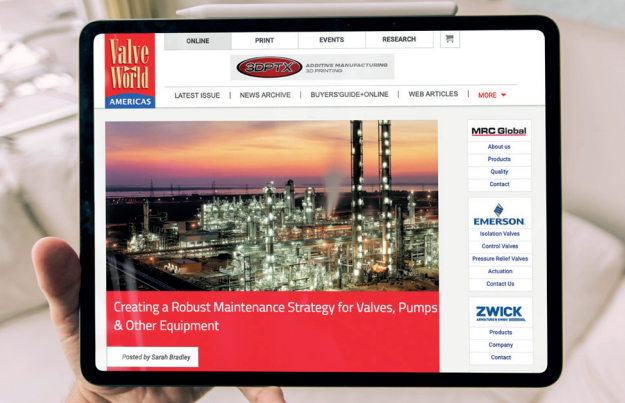 Valve
World
AMERICAS
ONLINE
PRINT
EVENTS
RESEARCH
3DPTX
ADDITIVE MANUFACTURING
3D PRINTING
LATEST ISSUE | NEWS ARCHIVE | BUYERS'GUIDE+ONLINE | WEB ARTICLES | MORE
MRC Global
About us
Products
Quality
Contact
EMERSON
Isolation Valves
Control Valves
Pressure Relief Valves
Actuation
Contact Us
ZWICK
ARMATUREN GMBH
Products
Company
Contact
Creating a Robust Maintenance Strategy for Valves, Pumps
& Other Equipment
Posted by Sarah Bradley